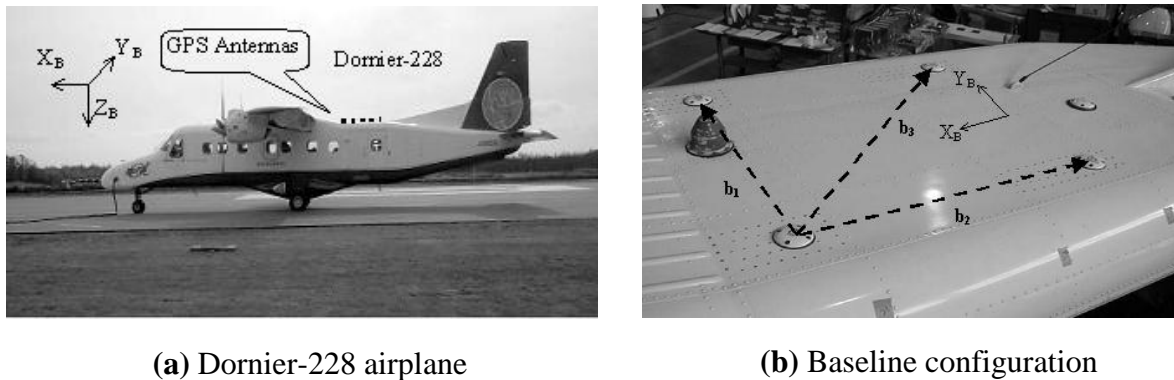 GPS Antennas
Dornier-228
X_B
Y_B
Z_B
Y_B
X_B
b_1
b_3
b_2
(a) Dornier-228 airplane
(b) Baseline configuration